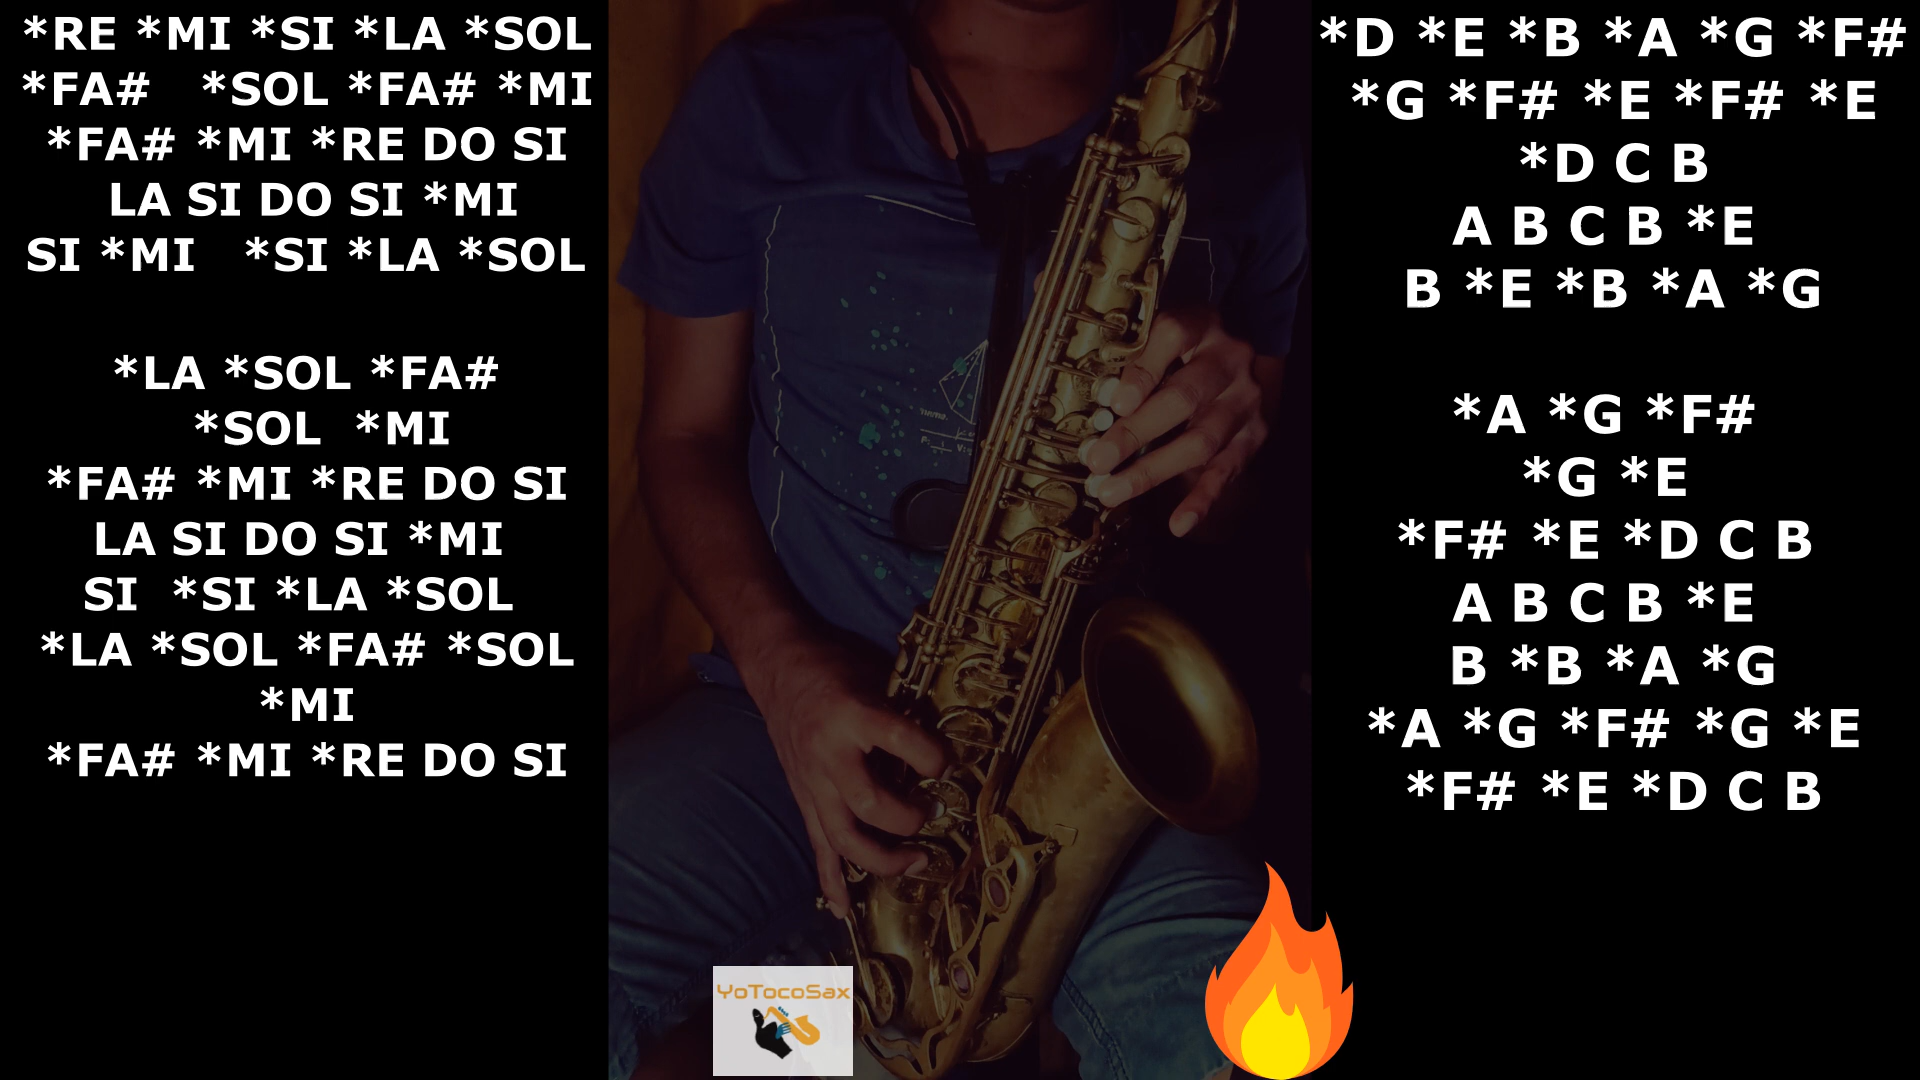 *RE *MI *SI *LA *SOL
*FA# *SOL *FA# *MI
*FA# *MI *RE DO SI
LA SI DO SI *MI
SI *MI *SI *LA *SOL
*LA *SOL *FA#
*SOL *MI
*FA# *MI *RE DO SI
LA SI DO SI *MI
SI *SI *LA *SOL
*LA *SOL *FA# *SOL
*MI
*FA# *MI *RE DO SI
*D *E *B *A *G *F#
*G *F# *E *F# *E
*D C B
A B C B *E
B *E *B *A *G
*A *G *F#
*G *E
*F# *E *D C B
A B C B *E
B *B *A *G
*A *G *F# *G *E
*F# *E *D C B
YoTocoSax